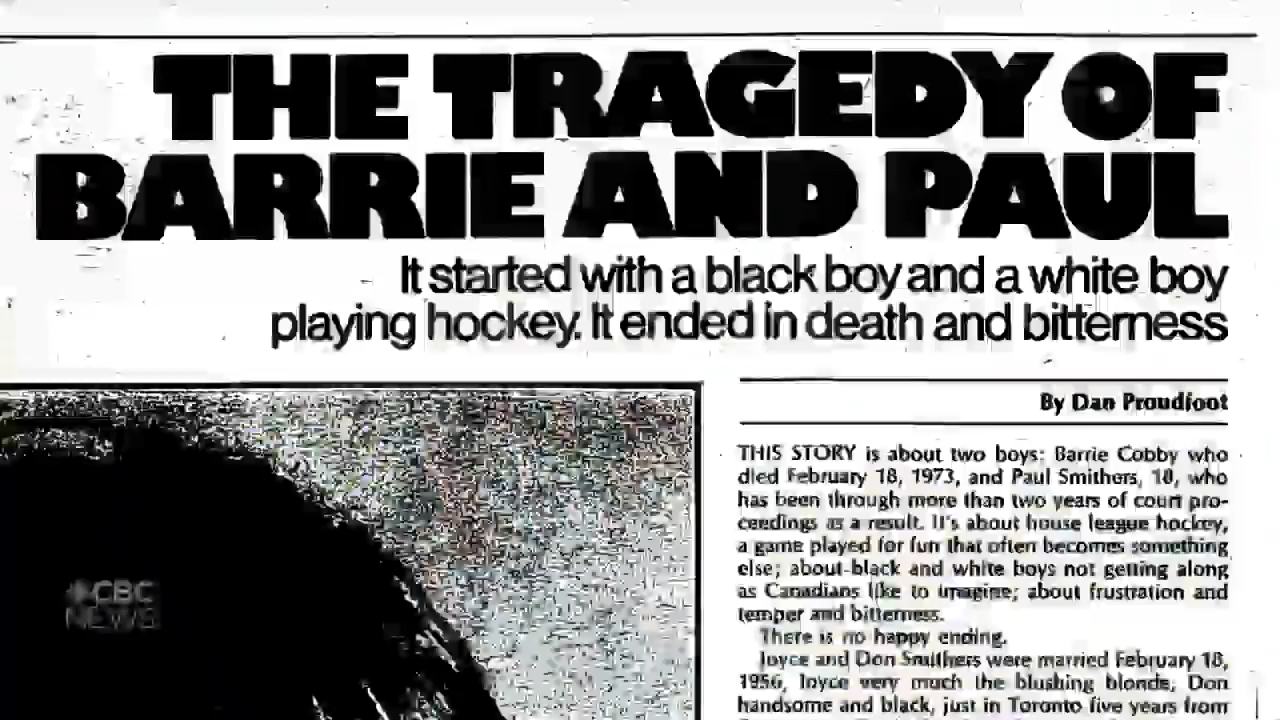 THE TRAGEDY OF
BARRIE AND PAUL
It started with a black boy and a white boy
playing hockey. It ended in death and bitterness
By Dan Proudfoot
THIS STORY is about two boys: Barrie Cobby who
died February 18, 1973, and Paul Smithers, 18, who
has been through more than two years of court pro-
ceedings as a result. It's about house league hockey,
a game played for fun that often becomes something
else; about black and white boys not getting along
as Canadians like to imagine; about frustration and
temper and bitterness.
There is no happy ending.
Joyce and Don Smithers were married February 18,
1956, Joyce very much the blushing blonde, Don
handsome and black, just in Toronto five years from
CBC
NEWS